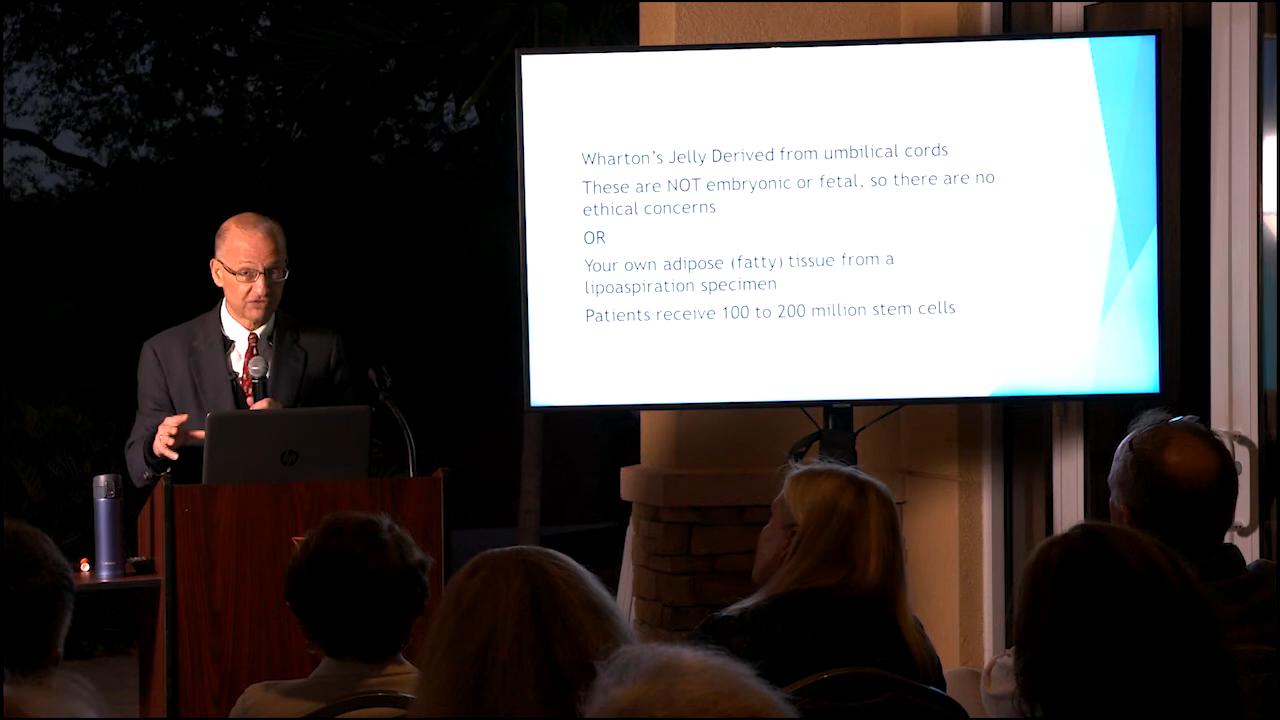 Wharton's Jelly Derived from umbilical cords
These are NOT embryonic or fetal, so there are no
ethical concerns
OR
Your own adipose (fatty) tissue from a
lipoaspiration specimen
Patients receive 100 to 200 million stem cells
hp